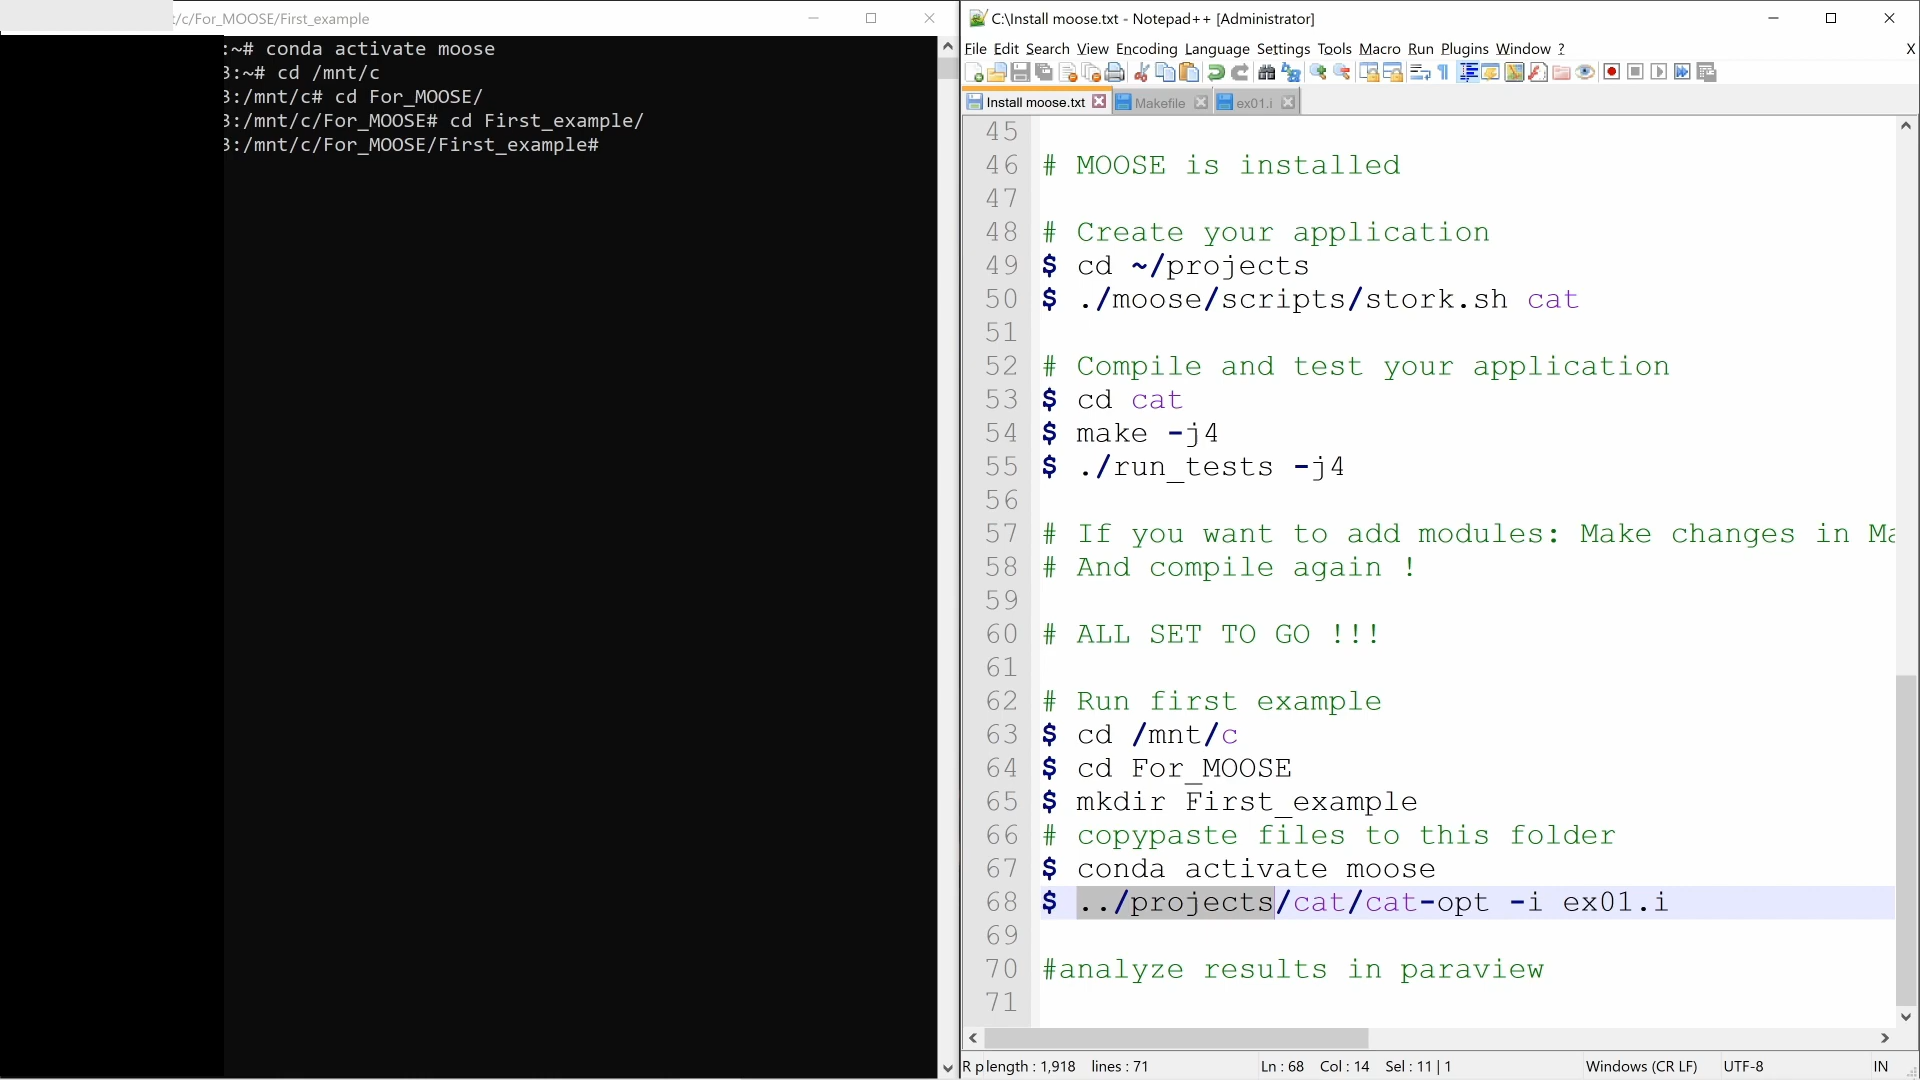 t/c/For_MOOSE/First_example
:~# conda activate moose
3:~# cd /mnt/c
3:/mnt/c# cd For_MOOSE/
3:/mnt/c/For_MOOSE# cd First_example/
3:/mnt/c/For_MOOSE/First_example#
C:\Install moose.txt - Notepad++ [Administrator]
File Edit Search View Encoding Language Settings Tools Macro Run Plugins Window ? X
Install moose.txt Makefile ex01.i
45
46 # MOOSE is installed
47
48 # Create your application
49 $ cd ~/projects
50 $ ./moose/scripts/stork.sh cat
51
52 # Compile and test your application
53 $ cd cat
54 $ make -j4
55 $ ./run_tests -j4
56
57 # If you want to add modules: Make changes in Ma
58 # And compile again !
59
60 # ALL SET TO GO !!!
61
62 # Run first example
63 $ cd /mnt/c
64 $ cd For_MOOSE
65 $ mkdir First_example
66 # copypaste files to this folder
67 $ conda activate moose
68 $ ../projects/cat/cat-opt -i ex01.i
69
70 #analyze results in paraview
71
R p length : 1,918 lines : 71 Ln : 68 Col : 14 Sel : 11 | 1 Windows (CR LF) UTF-8 IN